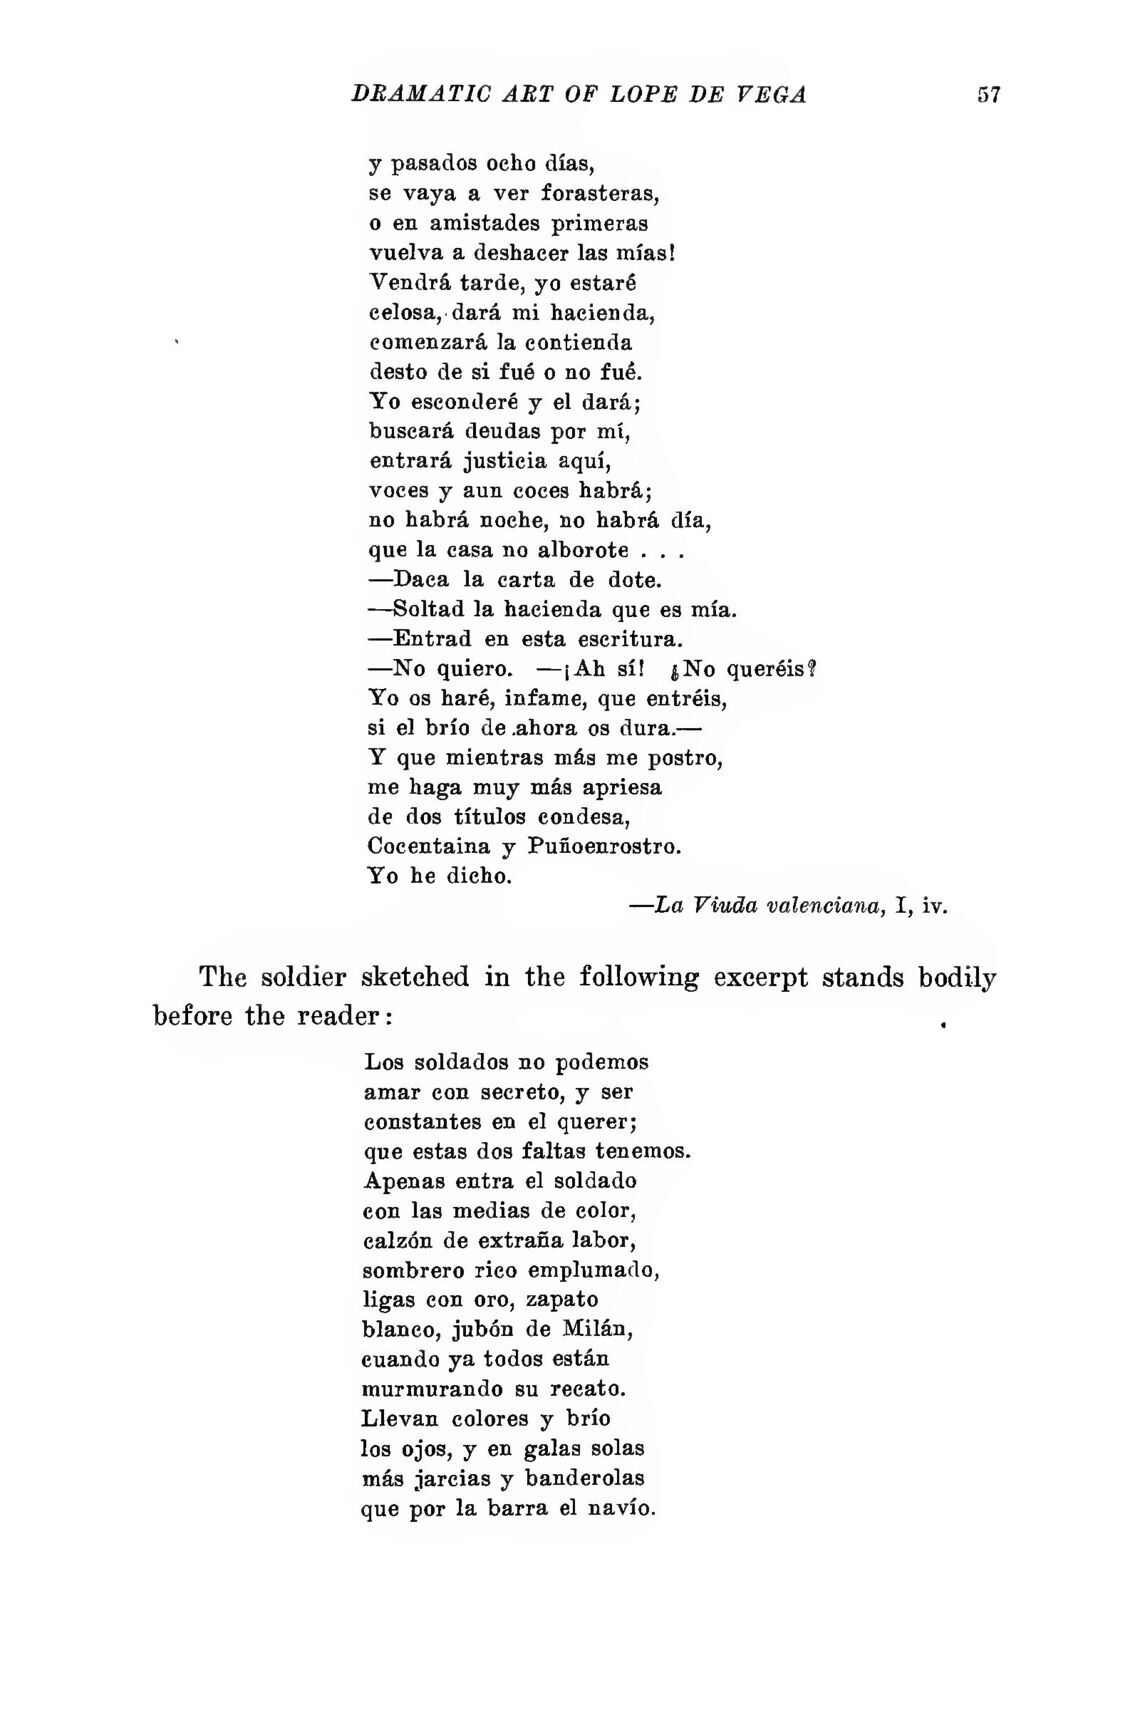 DRAMATIC ART OF LOPE DE VEGA 57
y pasados ocho días,
se vaya a ver forasteras,
o en amistades primeras
vuelva a deshacer las mías!
Vendrá tarde, yo estaré
celosa, dará mi hacienda,
comenzará la contienda
desto de si fué o no fué.
Yo esconderé y el dará;
buscará deudas por mí,
entrará justicia aquí,
voces y aun coces habrá;
no habrá noche, no habrá día,
que la casa no alborote . . .
—Daca la carta de dote.
—Soltad la hacienda que es mía.
—Entrad en esta escritura.
—No quiero. —¡Ah sí! ¿No queréis?
Yo os haré, infame, que entréis,
si el brío de ahora os dura.—
Y que mientras más me postro,
me haga muy más apriesa
de dos títulos condesa,
Cocentaina y Puñoenrostro.
Yo he dicho.
—La Viuda valenciana, I, iv.
The soldier sketched in the following excerpt stands bodily
before the reader:
Los soldados no podemos
amar con secreto, y ser
constantes en el querer;
que estas dos faltas tenemos.
Apenas entra el soldado
con las medias de color,
calzón de extraña labor,
sombrero rico emplumado,
ligas con oro, zapato
blanco, jubón de Milán,
cuando ya todos están
murmurando su recato.
Llevan colores y brío
los ojos, y en galas solas
más jarcias y banderolas
que por la barra el navío.